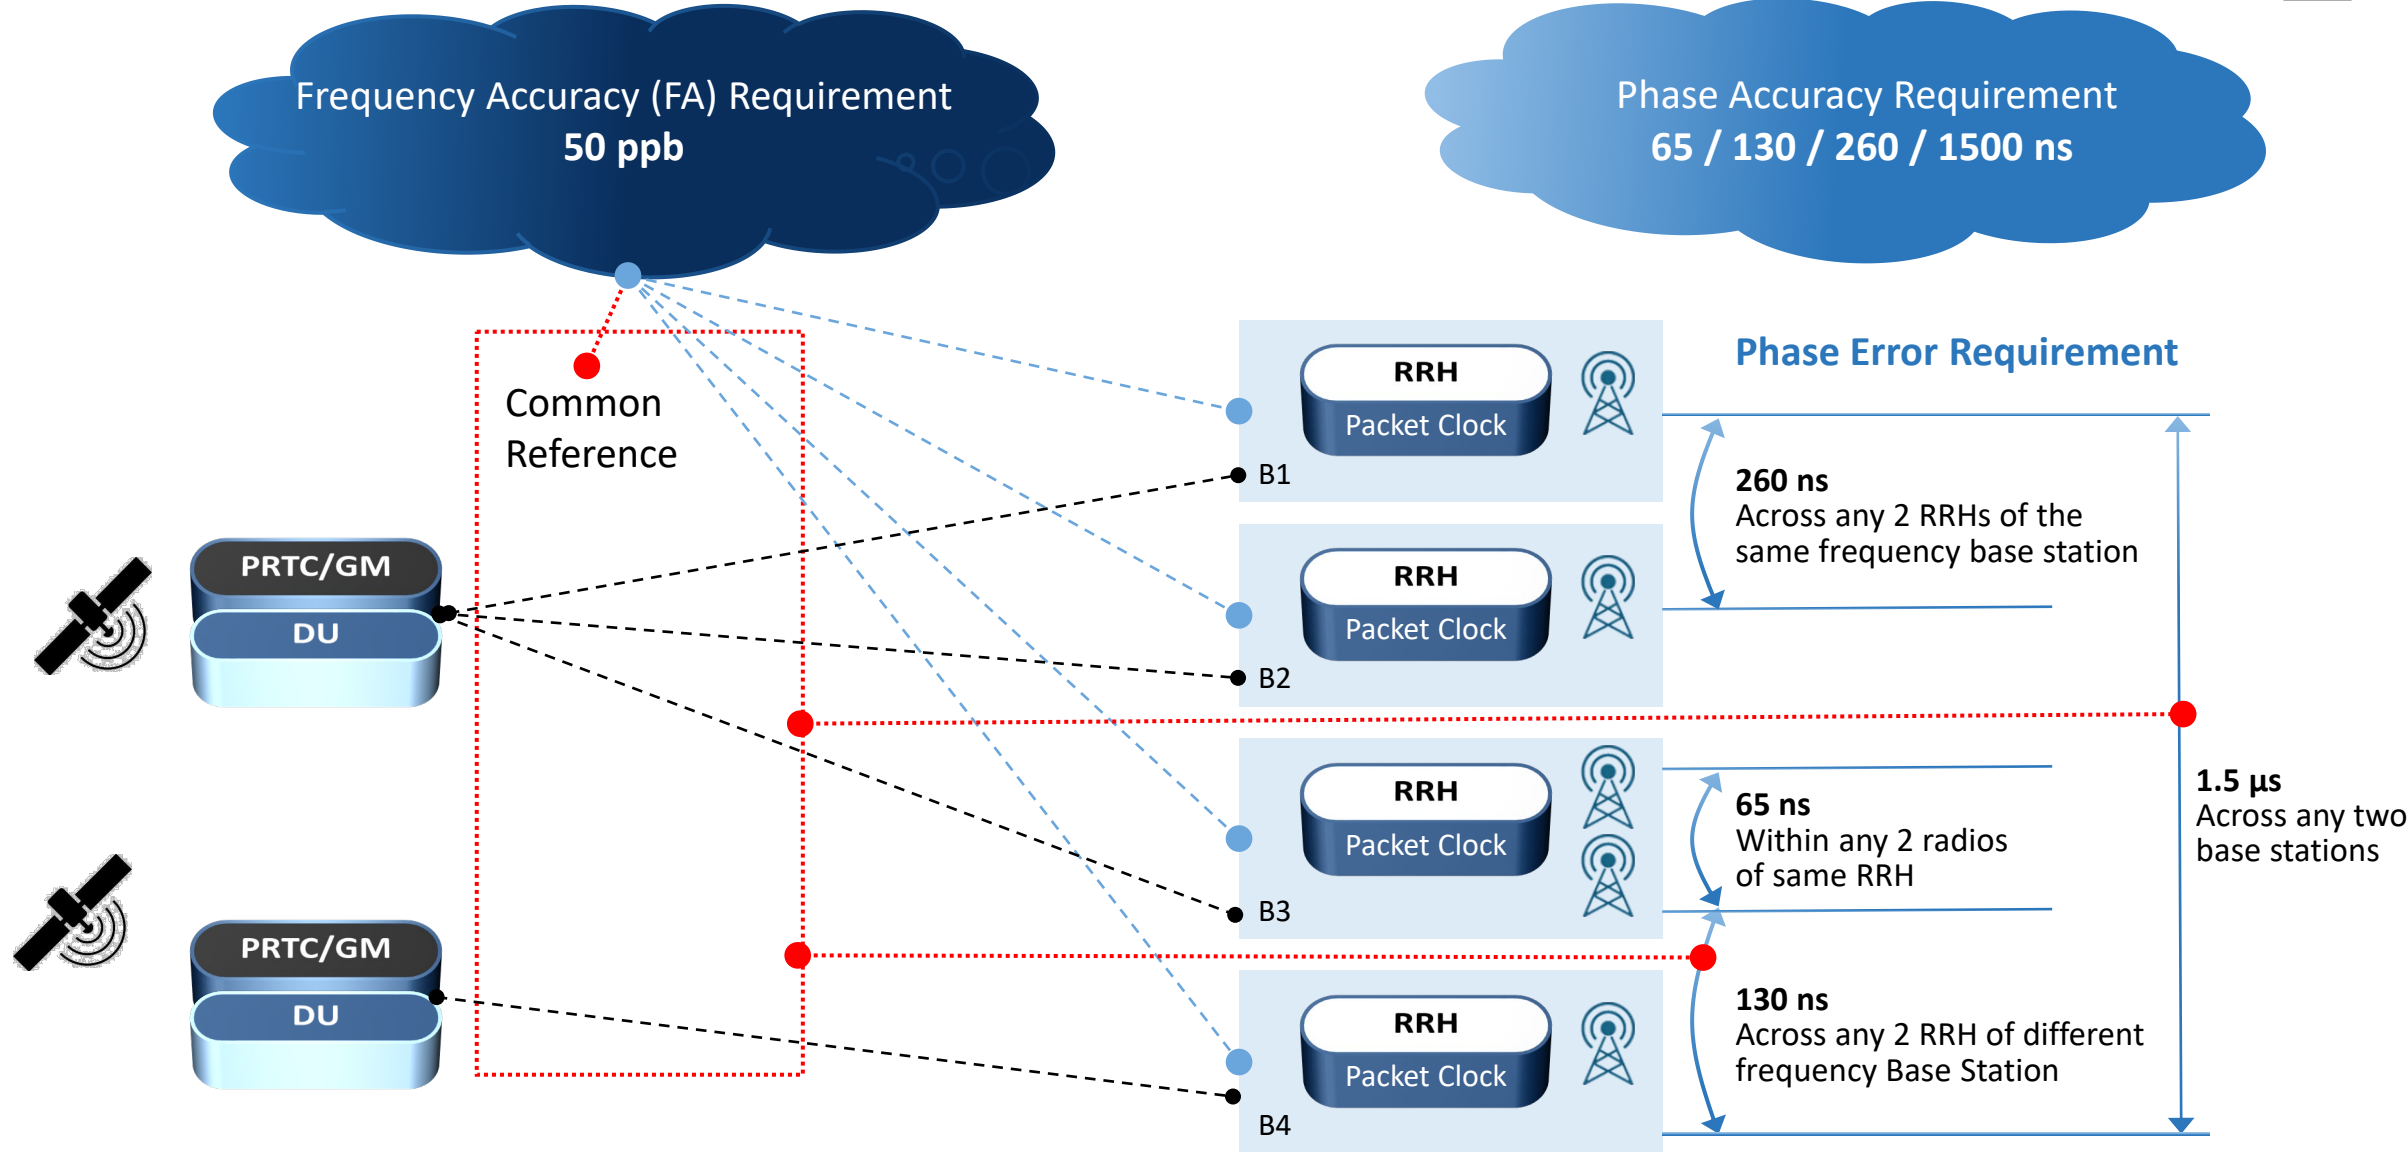 Frequency Accuracy (FA) Requirement
50 ppb
Phase Accuracy Requirement
65 / 130 / 260 / 1500 ns
Common
Reference
PRTC/GM
DU
PRTC/GM
DU
RRH
Packet Clock
B1
RRH
Packet Clock
B2
RRH
Packet Clock
B3
RRH
Packet Clock
B4
Phase Error Requirement
260 ns
Across any 2 RRHs of the
same frequency base station
65 ns
Within any 2 radios
of same RRH
130 ns
Across any 2 RRH of different
frequency Base Station
1.5 µs
Across any two
base stations